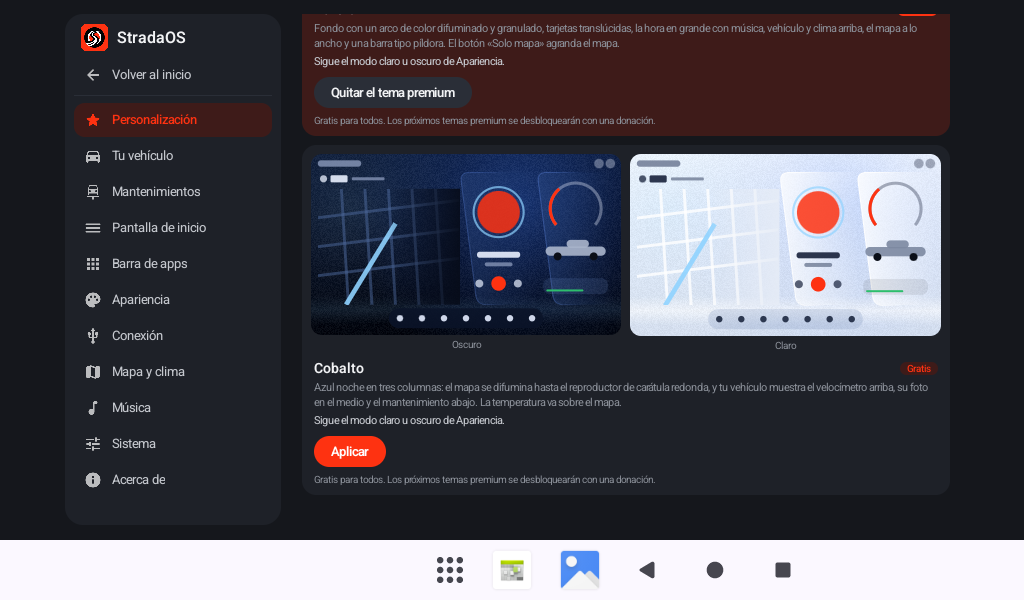 StradaOS
Volver al inicio
Personalización
Tu vehículo
Mantenimientos
Pantalla de inicio
Barra de apps
Apariencia
Conexión
Mapa y clima
Música
Sistema
Acerca de
Fondo con un arco de color difuminado y granulado, tarjetas translúcidas, la hora en grande con música, vehículo y clima arriba, el mapa a lo
ancho y una barra tipo píldora. El botón «Solo mapa» agranda el mapa.
Sigue el modo claro u oscuro de Apariencia.
Quitar el tema premium
Gratis para todos. Los próximos temas premium se desbloquearán con una donación.
Oscuro
Claro
Cobalto
Gratis
Azul noche en tres columnas: el mapa se difumina hasta el reproductor de carátula redonda, y tu vehículo muestra el velocímetro arriba, su foto
en el medio y el mantenimiento abajo. La temperatura va sobre el mapa.
Sigue el modo claro u oscuro de Apariencia.
Aplicar
Gratis para todos. Los próximos temas premium se desbloquearán con una donación.